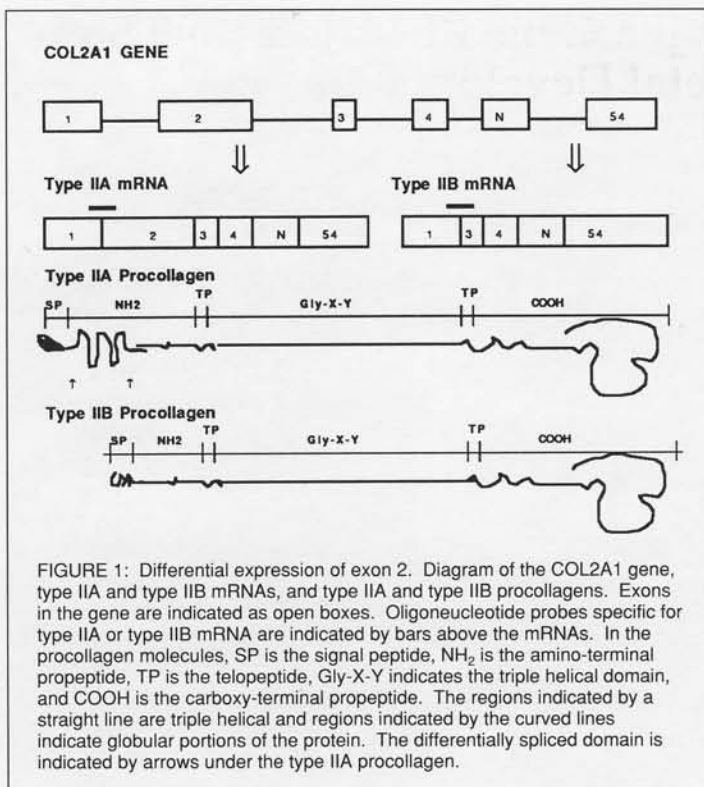 COL2A1 GENE
1 2 3 4 N 54
⇓ ⇓
Type IIA mRNA Type IIB mRNA
1 2 3 4 N 54 1 3 4 N 54
Type IIA Procollagen
SP NH2 TP Gly-X-Y TP COOH
↑ ↑
Type IIB Procollagen
SP NH2 TP Gly-X-Y TP COOH
FIGURE 1: Differential expression of exon 2. Diagram of the COL2A1 gene,
type IIA and type IIB mRNAs, and type IIA and type IIB procollagens. Exons
in the gene are indicated as open boxes. Oligoneucleotide probes specific for
type IIA or type IIB mRNA are indicated by bars above the mRNAs. In the
procollagen molecules, SP is the signal peptide, NH₂ is the amino-terminal
propeptide, TP is the telopeptide, Gly-X-Y indicates the triple helical domain,
and COOH is the carboxy-terminal propeptide. The regions indicated by a
straight line are triple helical and regions indicated by the curved lines
indicate globular portions of the protein. The differentially spliced domain is
indicated by arrows under the type IIA procollagen.